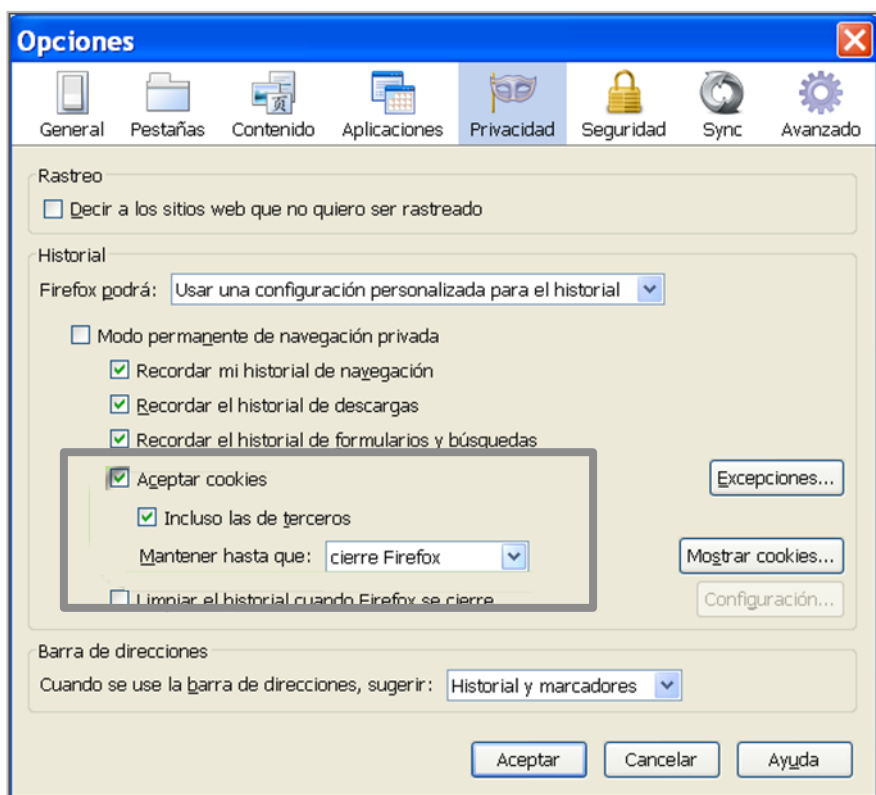 Opciones
General Pestañas Contenido Aplicaciones Privacidad Seguridad Sync Avanzado
Rastreo
Decir a los sitios web que no quiero ser rastreado
Historial
Firefox podrá: Usar una configuración personalizada para el historial
Modo permanente de navegación privada
Recordar mi historial de navegación
Recordar el historial de descargas
Recordar el historial de formularios y búsquedas
Aceptar cookies Excepciones...
Incluso las de terceros
Mantener hasta que: cierre Firefox Mostrar cookies...
Limpiar el historial cuando Firefox se cierre Configuración...
Barra de direcciones
Cuando se use la barra de direcciones, sugerir: Historial y marcadores
Aceptar Cancelar Ayuda